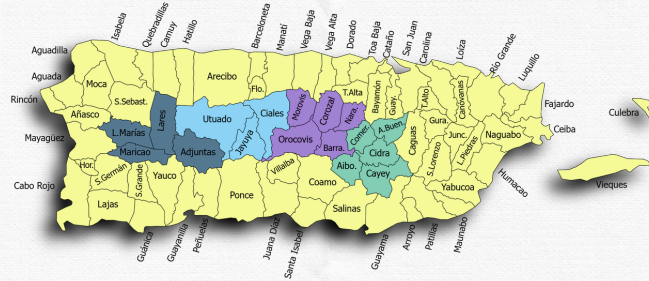 Isabela
Quebradillas
Camuy
Hatillo
Barceloneta
Manatí
Vega Baja
Vega Alta
Dorado
Toa Baja
Cataño
San Juan
Carolina
Loíza
Río Grande
Luquillo
Aguadilla
Aguada
Rincón
Mayagüez
Cabo Rojo
Moca
S.Sebast.
Arecibo
Flo.
T.Alta
Bayamón
Guay.
T.Alto
Canóvanas
Fajardo
Ceiba
Culebra
Vieques
Añasco
L.Marías
Lares
Utuado
Ciales
Morovis
Corozal
Nara.
Maricao
Adjuntas
Jayuya
Orocovis
Barra.
Comer.
A.Buen.
Cidra
Aibo.
Cayey
Caguas
Gura.
Junc.
Naguabo
L.Piedras
S.Lorenzo
Hor.
S.Germán
S.Grande
Yauco
Lajas
Ponce
Villalba
Coamo
Salinas
Yabucoa
Humacao
Guánica
Guayanilla
Peñuelas
Juana Díaz
Santa Isabel
Guayama
Arroyo
Patillas
Maunabo